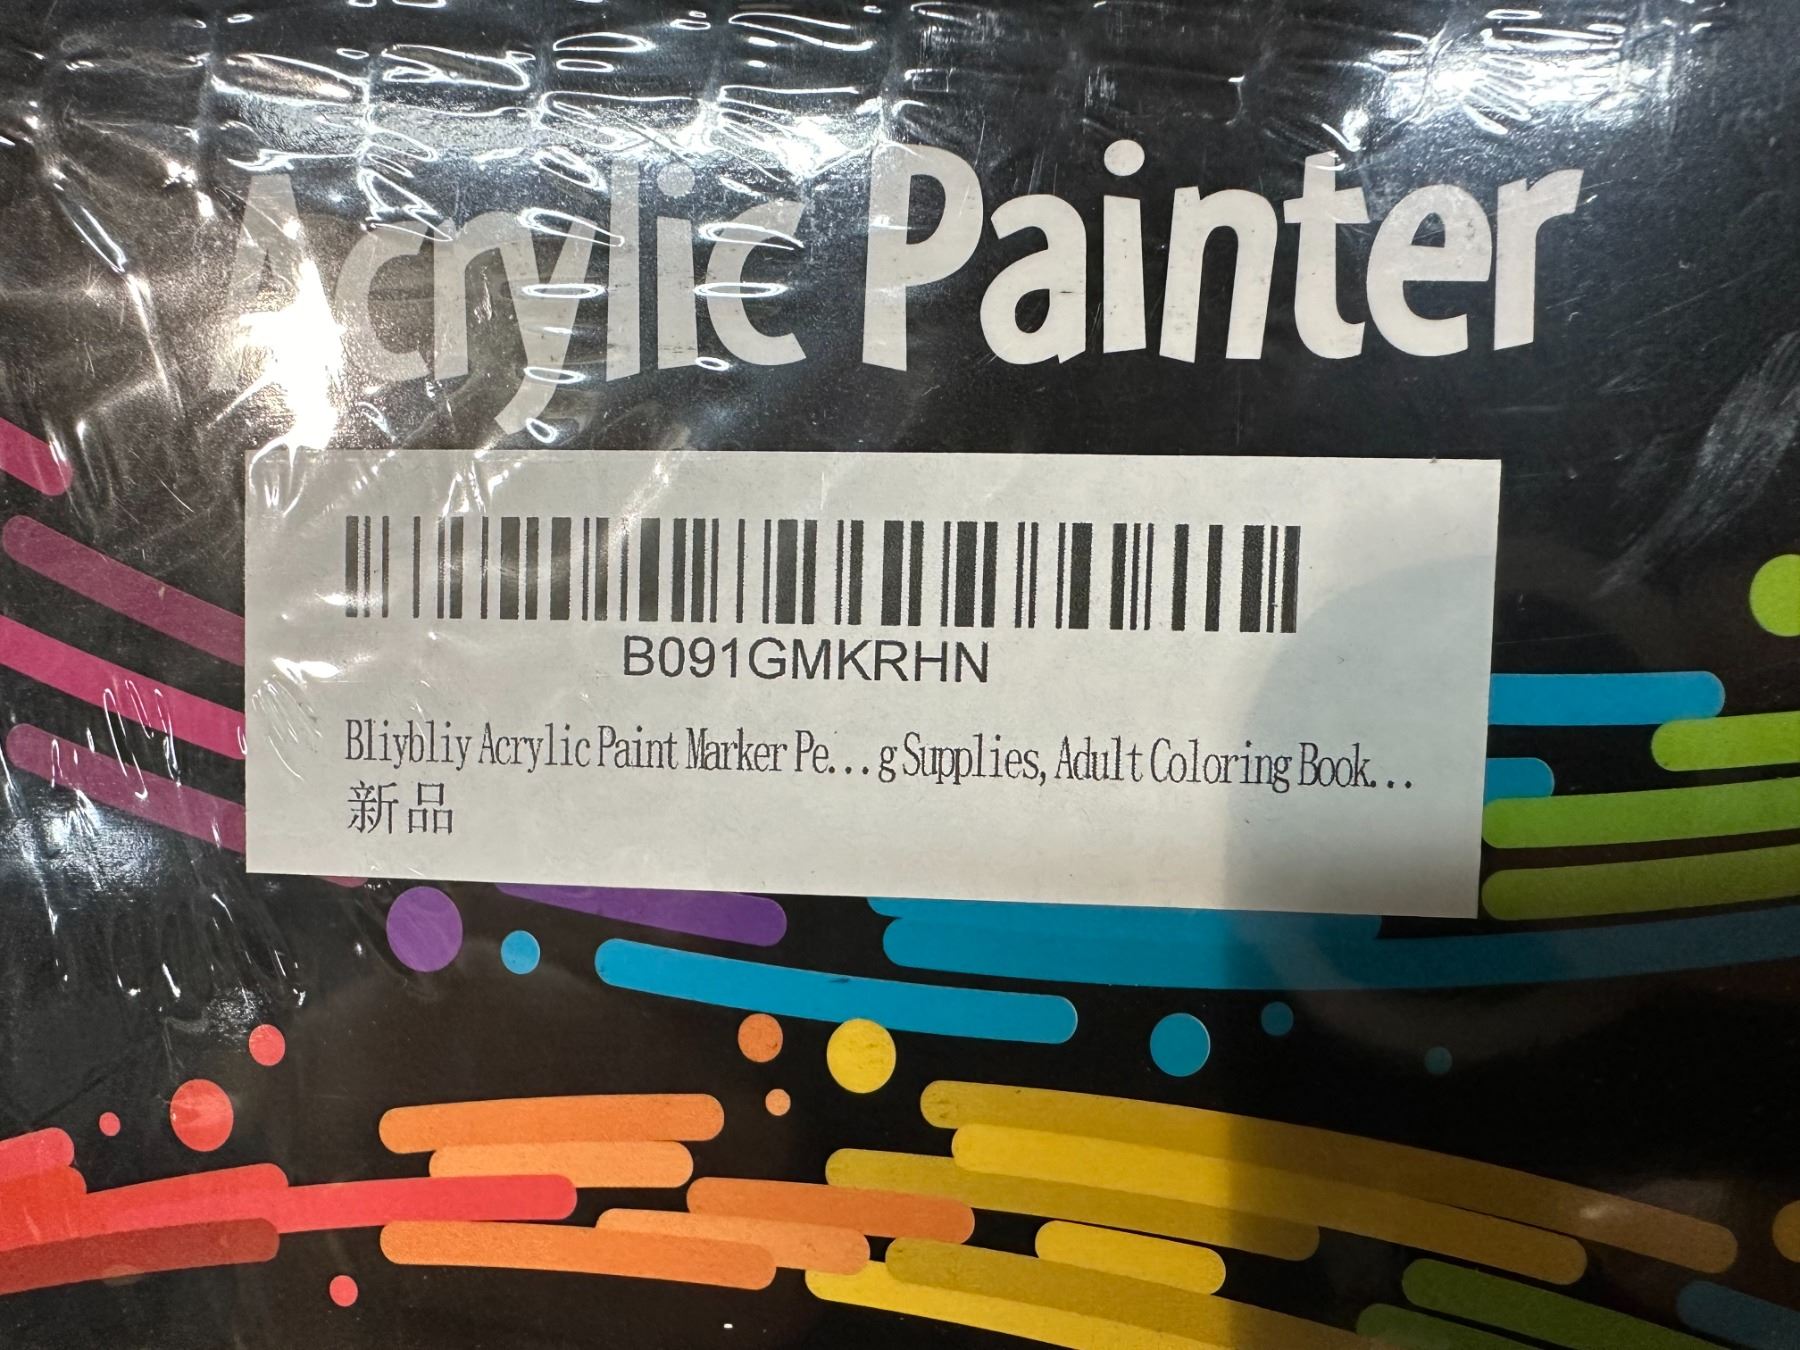 Acrylic Painter
B091GMKRHN
Bliybliy Acrylic Paint Marker Pe...g Supplies, Adult Coloring Book...
新品